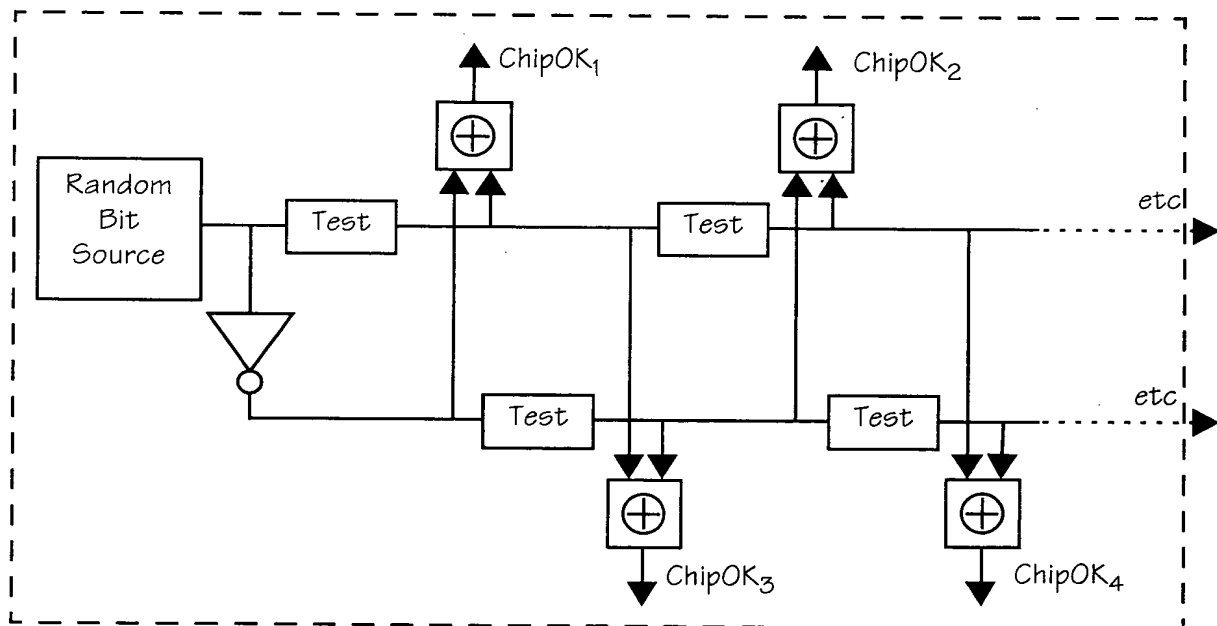 ChipOK₁
ChipOK₂
Random
Bit
Source
Test
Test
etc
Test
Test
etc
ChipOK₃
ChipOK₄